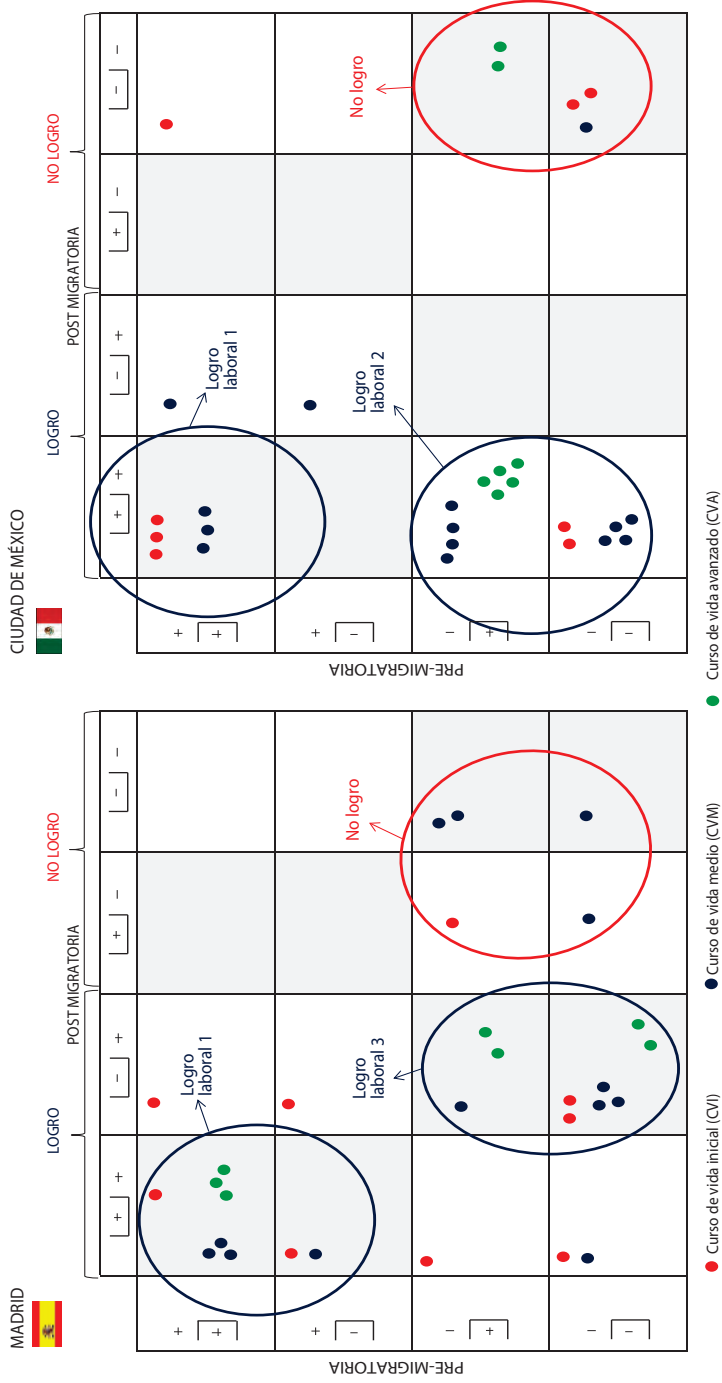 MADRID
LOGRO
NO LOGRO
POST MIGRATORIA
+ +
− +
+ −
− −
PRE-MIGRATORIA
+
+
+
−
−
+
−
−
Logro
laboral 1
Logro
laboral 3
No logro
CIUDAD DE MÉXICO
LOGRO
NO LOGRO
POST MIGRATORIA
+ +
− +
+ −
− −
PRE-MIGRATORIA
+
+
+
−
−
+
−
−
Logro
laboral 1
Logro
laboral 2
No logro
Curso de vida inicial (CVI)
Curso de vida medio (CVM)
Curso de vida avanzado (CVA)